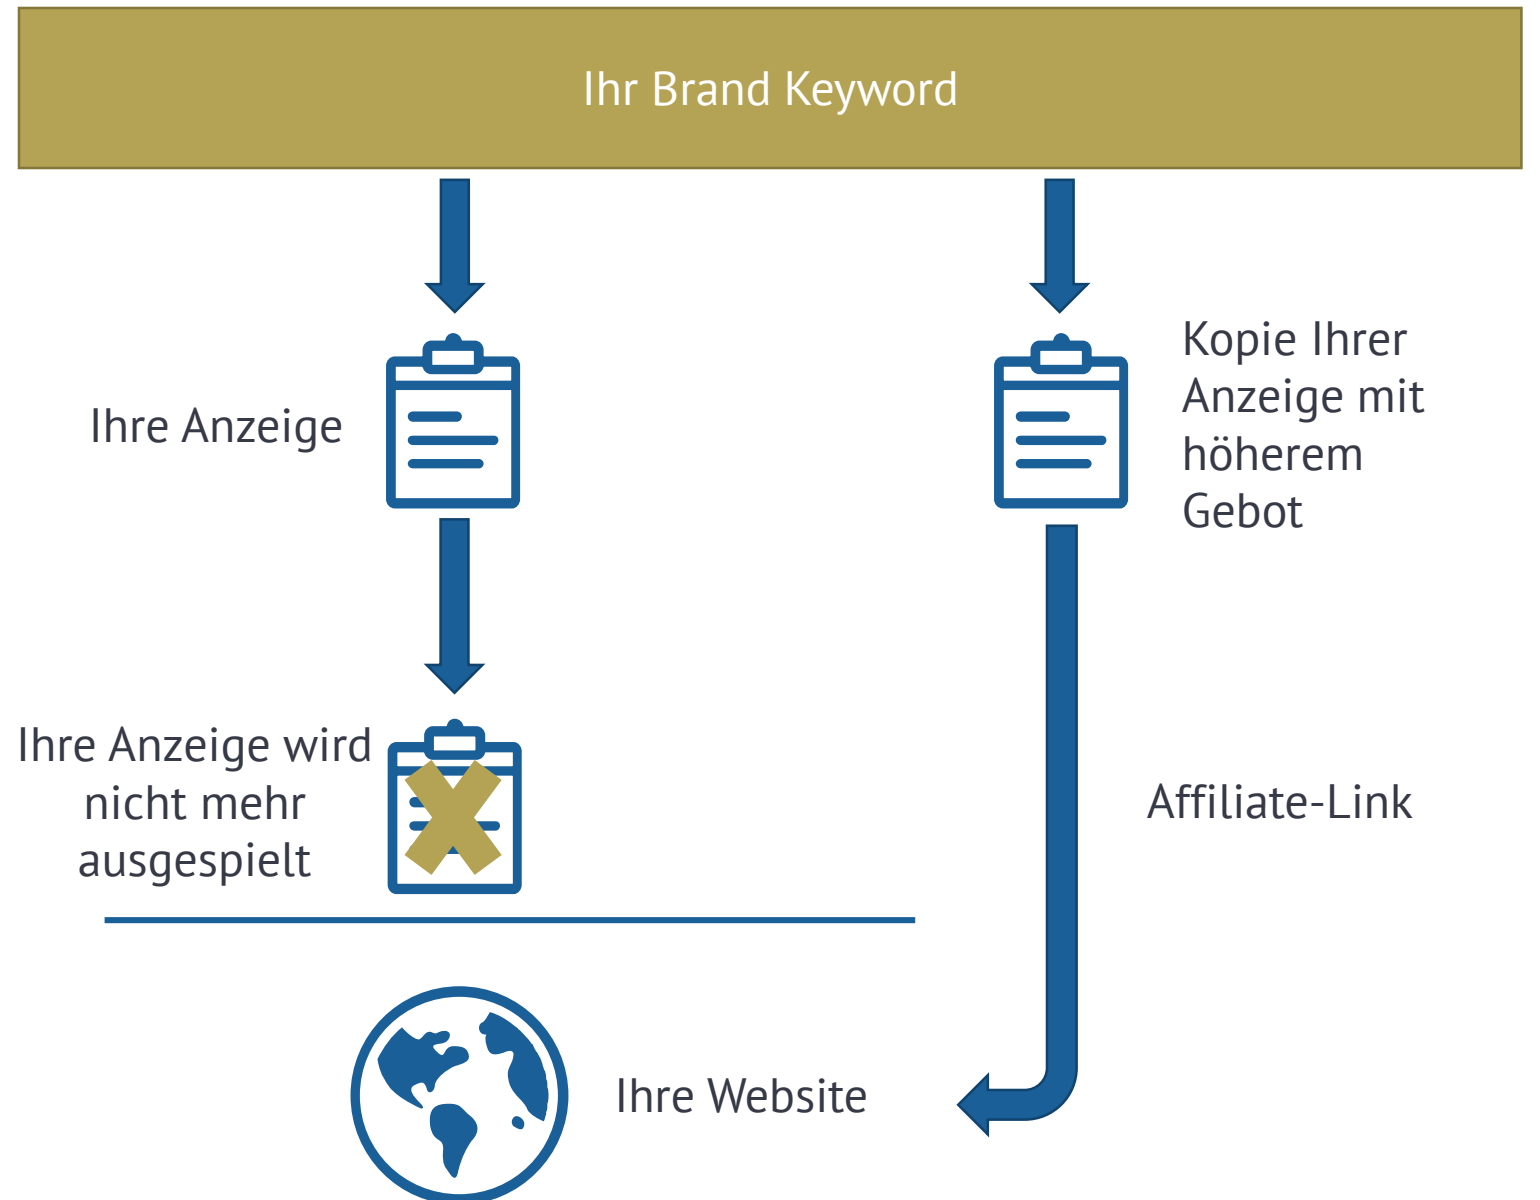 Ihr Brand Keyword
Ihre Anzeige
Kopie Ihrer
Anzeige mit
höherem
Gebot
Ihre Anzeige wird
nicht mehr
ausgespielt
Affiliate-Link
Ihre Website